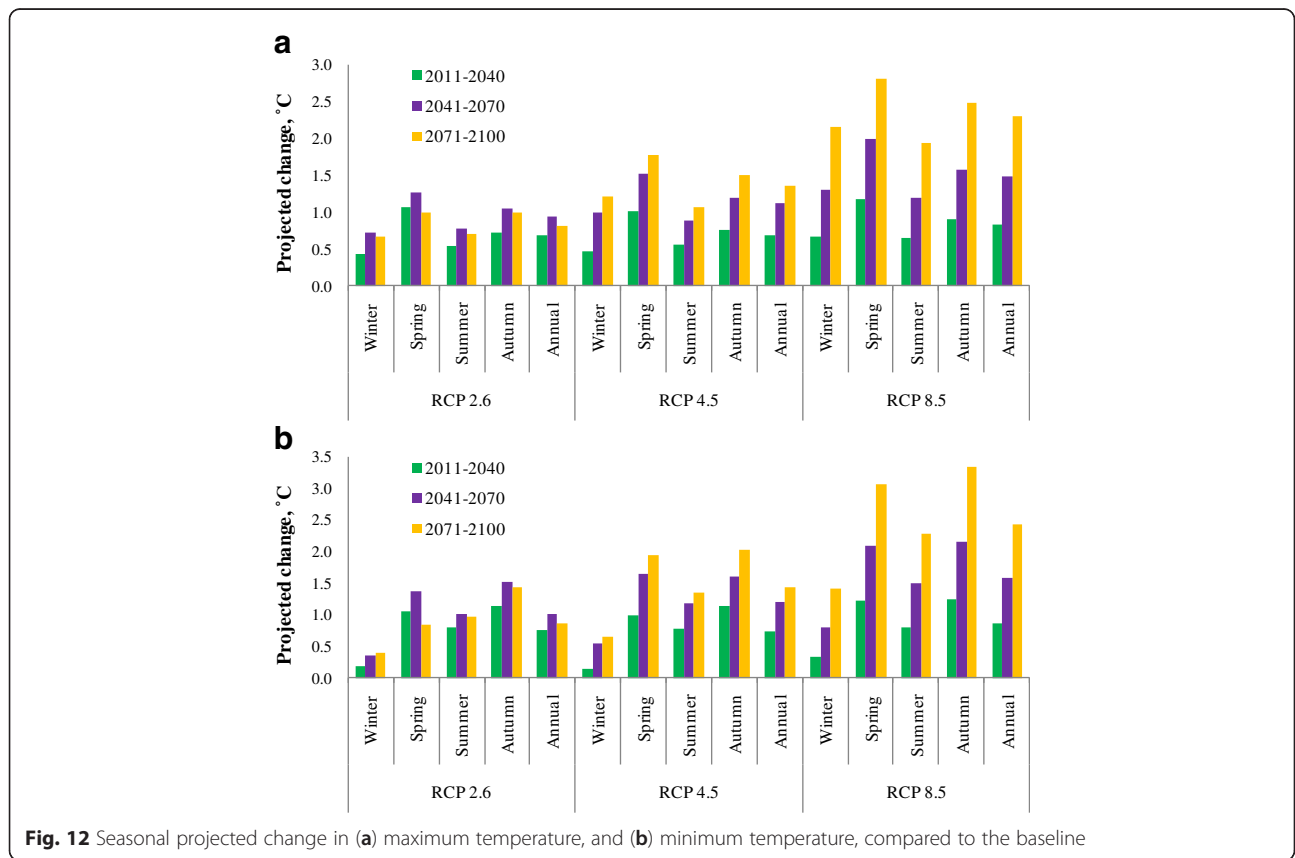 a
Projected change, ˚C
3.0
2.5
2.0
1.5
1.0
0.5
0.0
2011-2040
2041-2070
2071-2100
Winter Spring Summer Autumn Annual Winter Spring Summer Autumn Annual Winter Spring Summer Autumn Annual
RCP 2.6 RCP 4.5 RCP 8.5
b
Projected change, ˚C
3.5
3.0
2.5
2.0
1.5
1.0
0.5
0.0
2011-2040
2041-2070
2071-2100
Winter Spring Summer Autumn Annual Winter Spring Summer Autumn Annual Winter Spring Summer Autumn Annual
RCP 2.6 RCP 4.5 RCP 8.5
Fig. 12 Seasonal projected change in (a) maximum temperature, and (b) minimum temperature, compared to the baseline